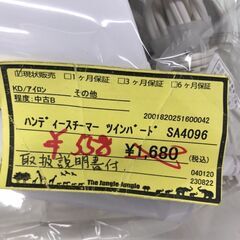 ☑現状販売 □1ヶ月保証 □3ヶ月保証 □6ヶ月保証
KD/アイロン その他
程度:中古B
2001820251600042
ハンディースチーマー ツインバード SA4096
¥558 ¥1,680 (税込)
取扱説明書付
040120
230822
The Jungle Jungle